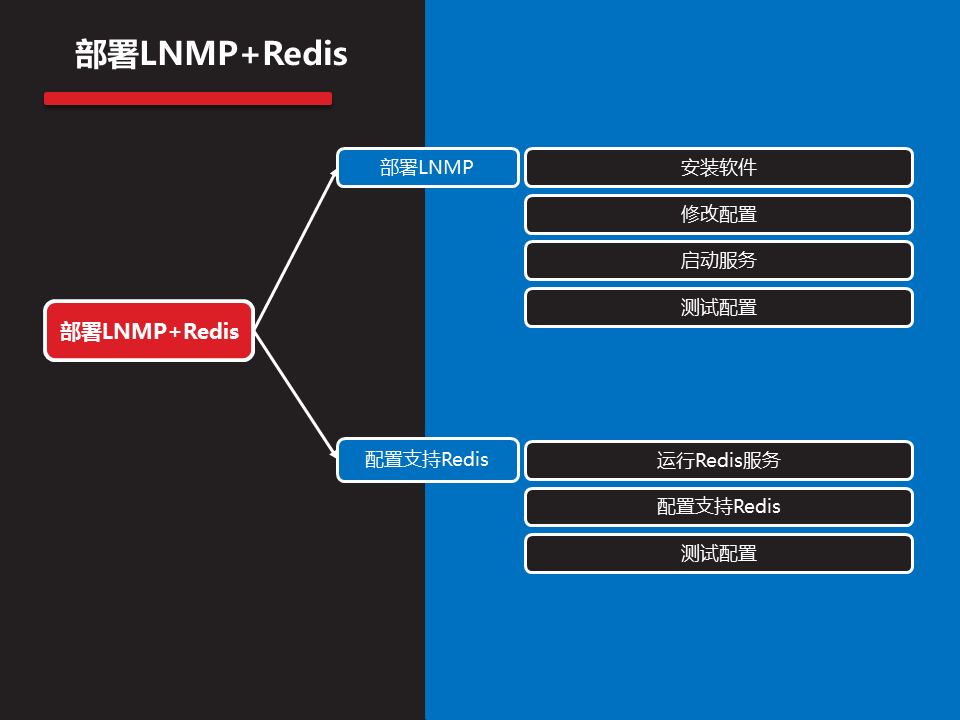 部署LNMP+Redis
部署LNMP+Redis
部署LNMP
安装软件
修改配置
启动服务
测试配置
配置支持Redis
运行Redis服务
配置支持Redis
测试配置